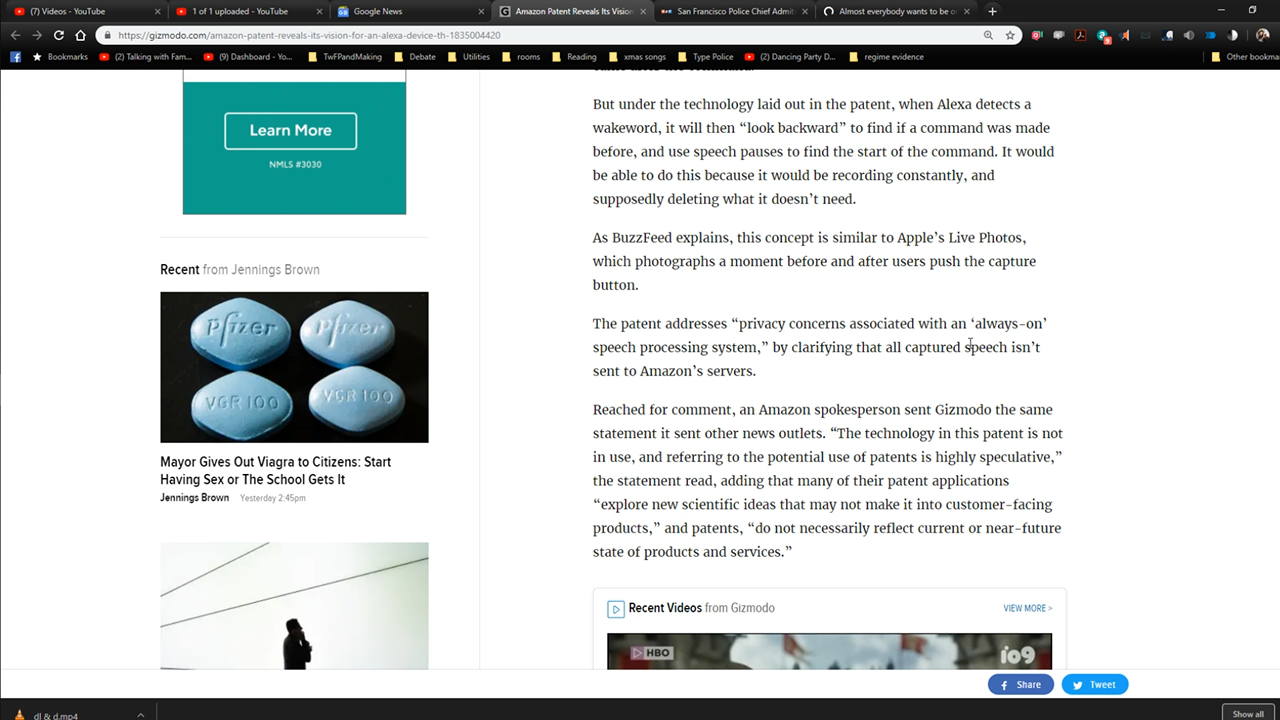 (7) Videos - YouTube
1 of 1 uploaded - YouTube
Google News
Amazon Patent Reveals Its Vision
San Francisco Police Chief Admit
Almost everybody wants to be on
https://gizmodo.com/amazon-patent-reveals-its-vision-for-an-alexa-device-th-1835004420
Bookmarks
(2) Talking with Fam...
(9) Dashboard - Yo...
TwFPandMaking
Debate
Utilities
rooms
Reading
xmas songs
Type Police
(2) Dancing Party D...
regime evidence
Other bookma
Learn More
NMLS #3030
Recent from Jennings Brown
Pfizer
Pfizer
VGR 100
VGR 100
Mayor Gives Out Viagra to Citizens: Start
Having Sex or The School Gets It
Jennings Brown Yesterday 2:45pm
But under the technology laid out in the patent, when Alexa detects a
wakeword, it will then “look backward” to find if a command was made
before, and use speech pauses to find the start of the command. It would
be able to do this because it would be recording constantly, and
supposedly deleting what it doesn’t need.
As BuzzFeed explains, this concept is similar to Apple’s Live Photos,
which photographs a moment before and after users push the capture
button.
The patent addresses “privacy concerns associated with an ‘always-on’
speech processing system,” by clarifying that all captured speech isn’t
sent to Amazon’s servers.
Reached for comment, an Amazon spokesperson sent Gizmodo the same
statement it sent other news outlets. “The technology in this patent is not
in use, and referring to the potential use of patents is highly speculative,”
the statement read, adding that many of their patent applications
“explore new scientific ideas that may not make it into customer-facing
products,” and patents, “do not necessarily reflect current or near-future
state of products and services.”
Recent Videos from Gizmodo
VIEW MORE >
HBO
io9
Share
Tweet
dl & d.mp4
Show all